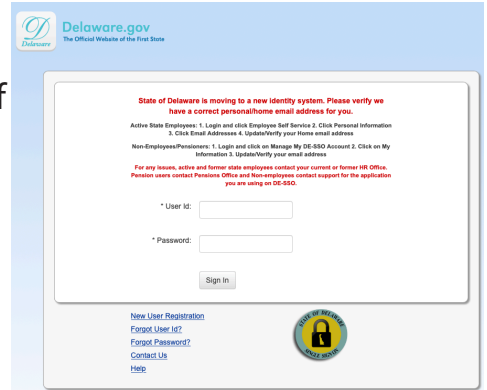 Delaware
Delaware.gov
The Official Website of the First State
f
State of Delaware is moving to a new identity system. Please verify we
have a correct personal/home email address for you.
Active State Employees: 1. Login and click Employee Self Service 2. Click Personal Information
3. Click Email Addresses 4. Update/Verify your Home email address
Non-Employees/Pensioners: 1. Login and click on Manage My DE-SSO Account 2. Click on My
Information 3. Update/Verify your email address
For any issues, active and former state employees contact your current or former HR Office.
Pension users contact Pensions Office and Non-employees contact support for the application
you are using on DE-SSO.
* User Id:
* Password:
Sign In
New User Registration
Forgot User Id?
Forgot Password?
Contact Us
Help
STATE OF DELAWARE
SINGLE SIGN ON